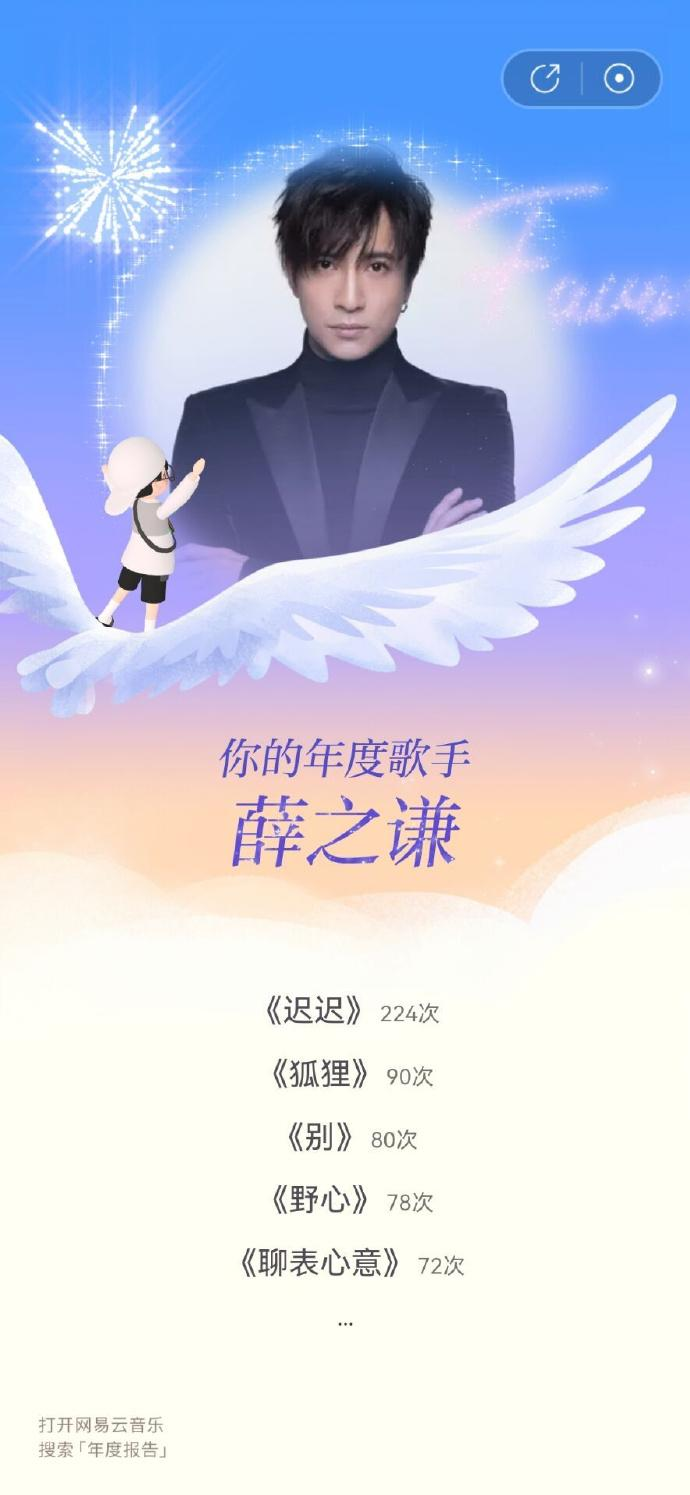 你的年度歌手
薛之谦
《迟迟》 224次
《狐狸》 90次
《别》 80次
《野心》 78次
《聊表心意》 72次
...
打开网易云音乐
搜索「年度报告」